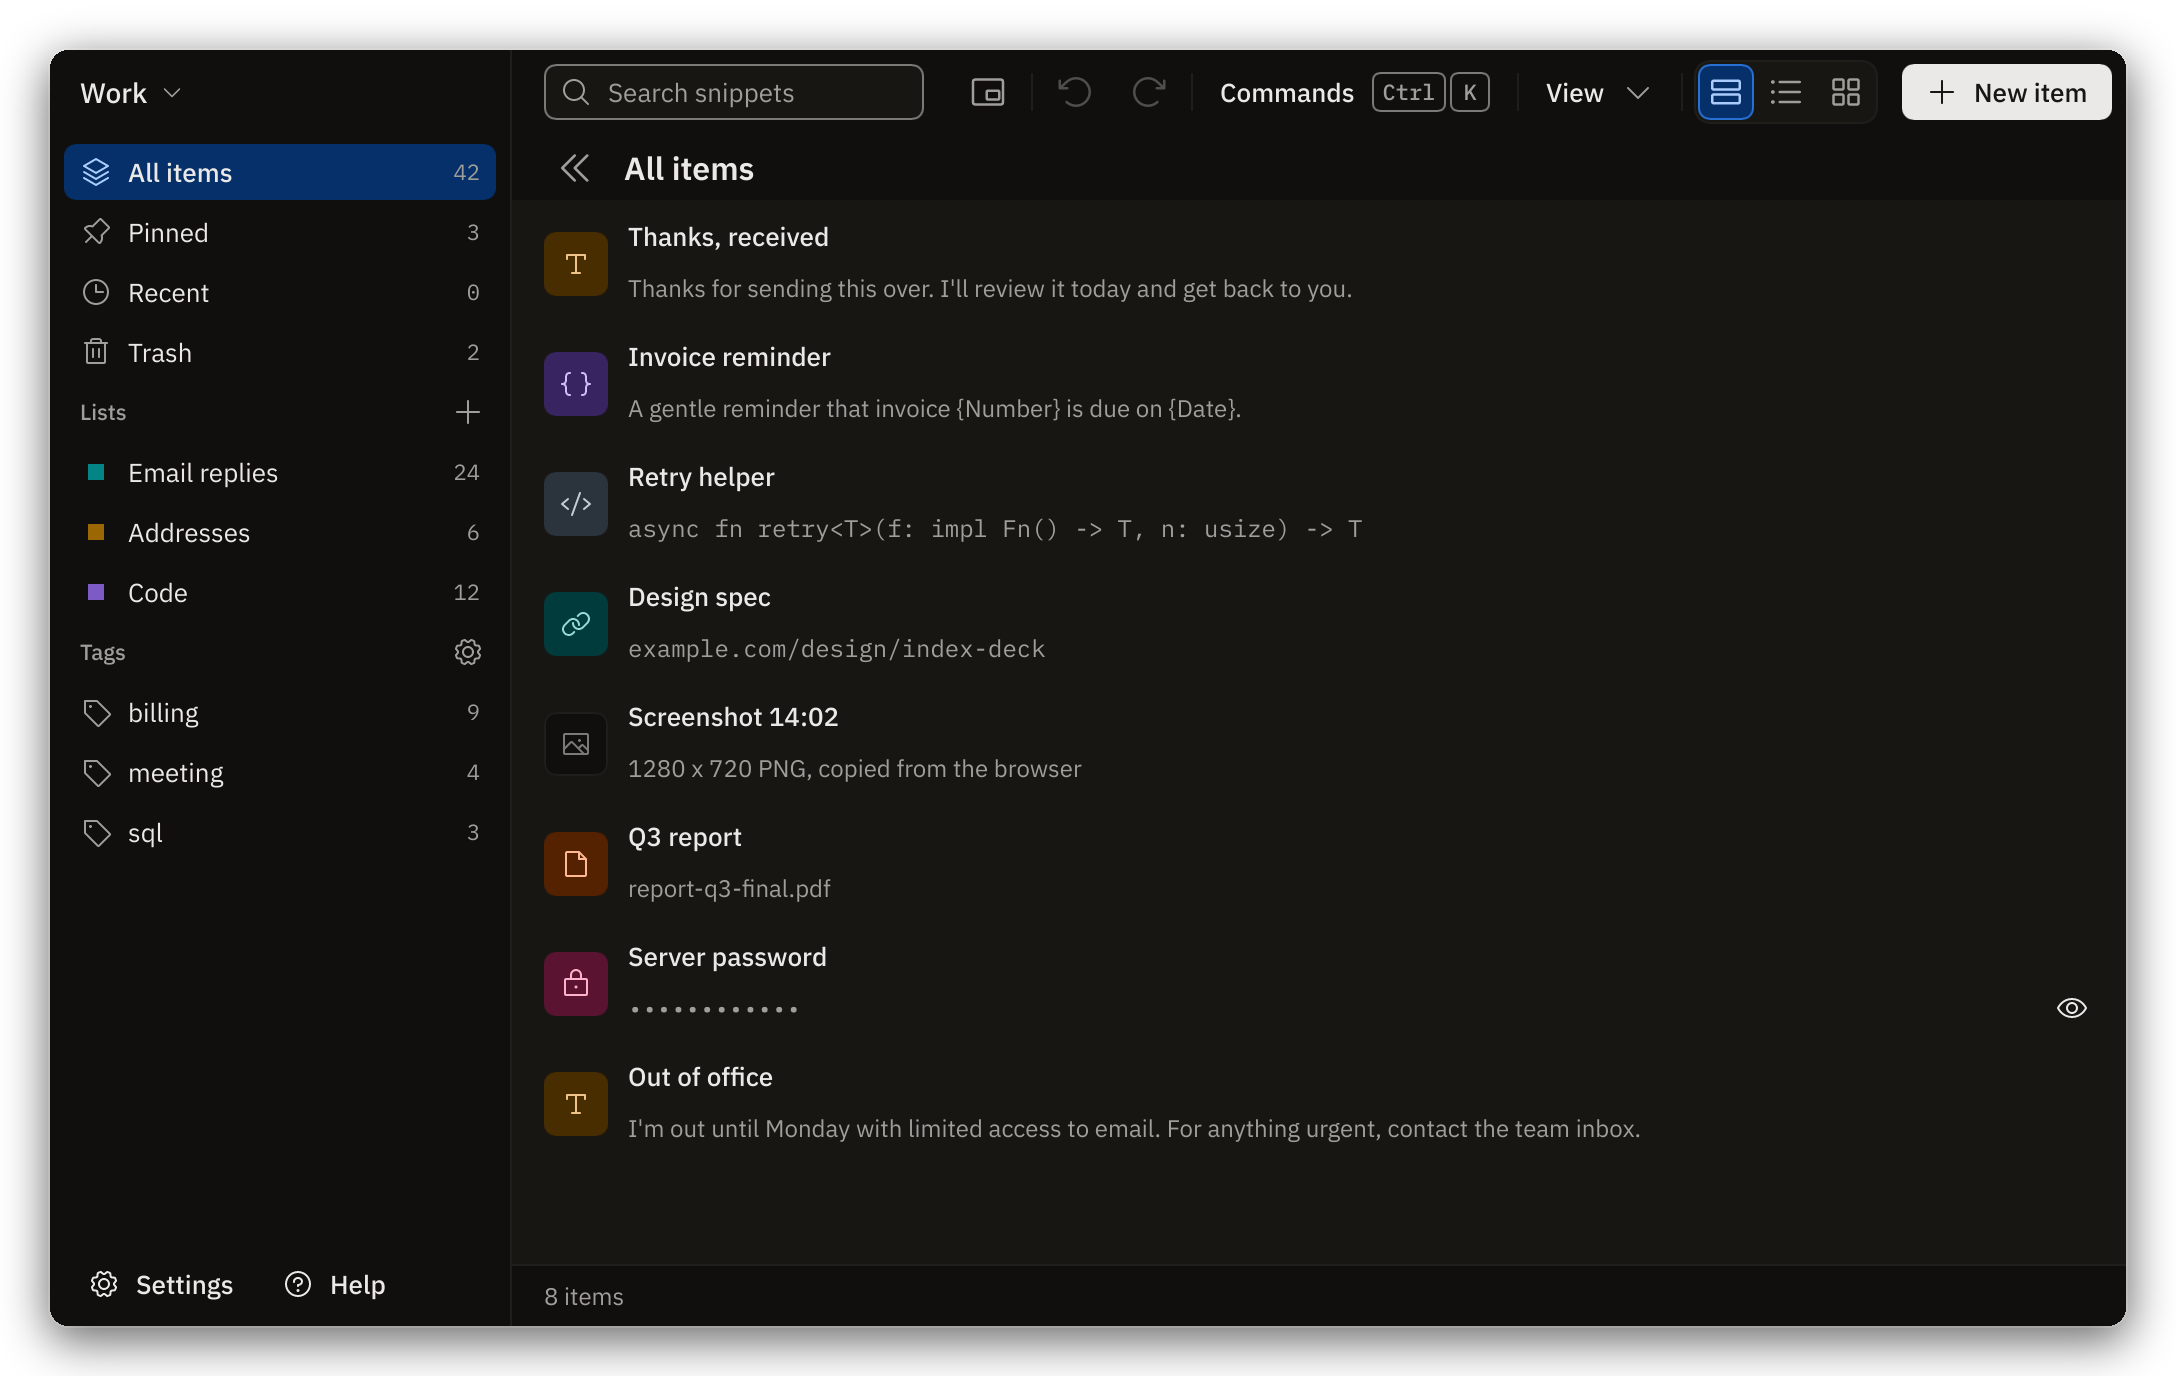 Work
Search snippets
Commands Ctrl K
View
New item
All items 42
Pinned 3
Recent 0
Trash 2
Lists
Email replies 24
Addresses 6
Code 12
Tags
billing 9
meeting 4
sql 3
Settings
Help
All items
T
Thanks, received
Thanks for sending this over. I'll review it today and get back to you.
{ }
Invoice reminder
A gentle reminder that invoice {Number} is due on {Date}.
</>
Retry helper
async fn retry<T>(f: impl Fn() -> T, n: usize) -> T
Design spec
example.com/design/index-deck
Screenshot 14:02
1280 x 720 PNG, copied from the browser
Q3 report
report-q3-final.pdf
Server password
••••••••••••
T
Out of office
I'm out until Monday with limited access to email. For anything urgent, contact the team inbox.
8 items